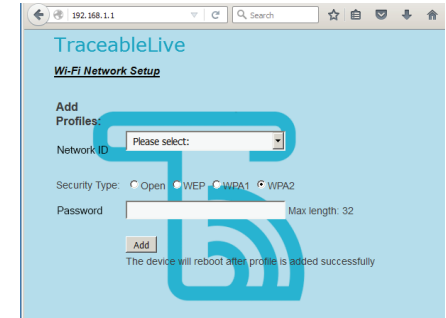 192.168.1.1
Search
TraceableLive
Wi-Fi Network Setup
Add
Profiles:
Network ID
Please select:
Security Type: Open WEP WPA1 WPA2
Password
Max length: 32
Add
The device will reboot after profile is added successfully